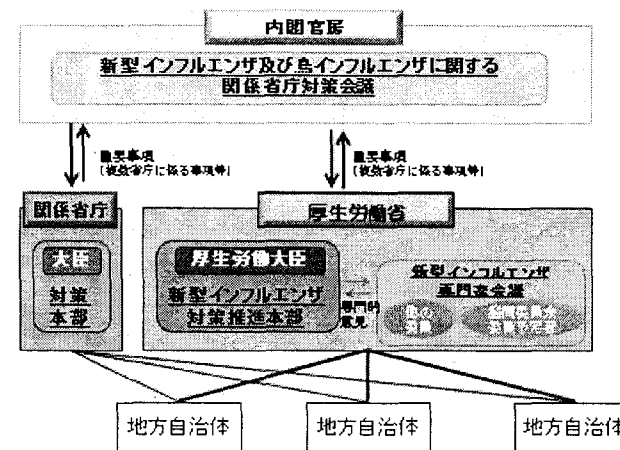 内閣官房
新型インフルエンザ及び鳥インフルエンザに関する
関係省庁対策会議
重要事項
（複数省庁に係る事項等）
重要事項
（複数省庁に係る事項等）
関係省庁
厚生労働省
大臣
対策
本部
厚生労働大臣
新型インフルエンザ
対策推進本部
専門的
意見
新型インフルエンザ
専門家会議
地方自治体
地方自治体
地方自治体